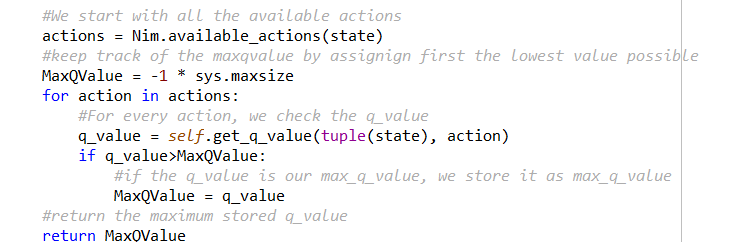 #We start with all the available actions
actions = Nim.available_actions(state)
#keep track of the maxqvalue by assignign first the lowest value possible
MaxQValue = -1 * sys.maxsize
for action in actions:
    #For every action, we check the q_value
    q_value = self.get_q_value(tuple(state), action)
    if q_value>MaxQValue:
        #if the q_value is our max_q_value, we store it as max_q_value
        MaxQValue = q_value
#return the maximum stored q_value
return MaxQValue